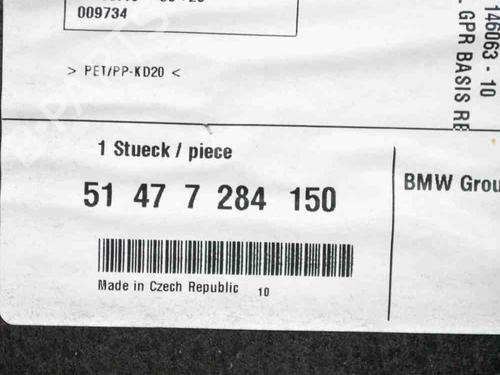 009734
> PET/PP-KD20 <
1 Stueck / piece
51 47 7 284 150
Made in Czech Republic 10
BMW Grou
146063 - 10
GPR BASIS RE